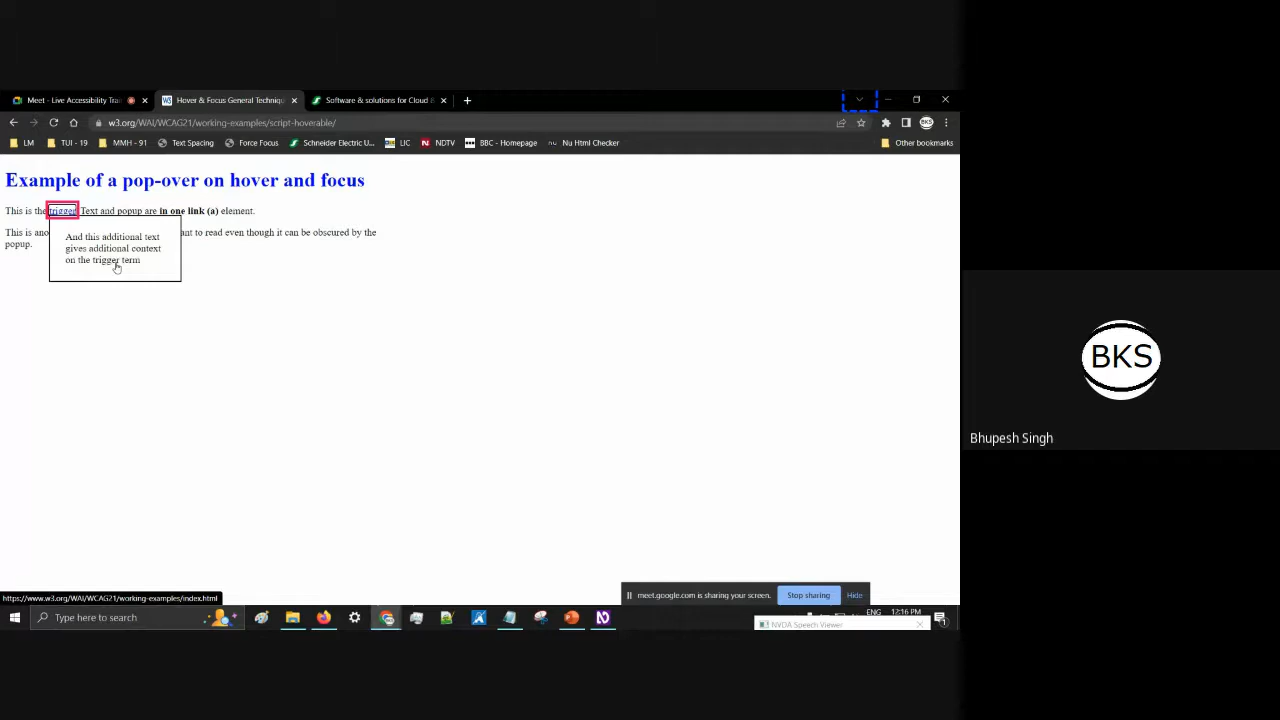 Meet - Live Accessibility Trai
Hover & Focus General Technique
Software & solutions for Cloud &
w3.org/WAI/WCAG21/working-examples/script-hoverable/
BKS
LM
TUI - 19
MMH - 91
Text Spacing
Force Focus
Schneider Electric U...
LIC
NDTV
BBC - Homepage
Nu Html Checker
Other bookmarks
Example of a pop-over on hover and focus
This is the trigger Text and popup are in one link (a) element.
This is ano
ant to read even though it can be obscured by the
popup.
And this additional text
gives additional context
on the trigger term
BKS
Bhupesh Singh
https://www.w3.org/WAI/WCAG21/working-examples/index.html
meet.google.com is sharing your screen.
Stop sharing
Hide
Type here to search
ENG
12:16 PM
NVDA Speech Viewer